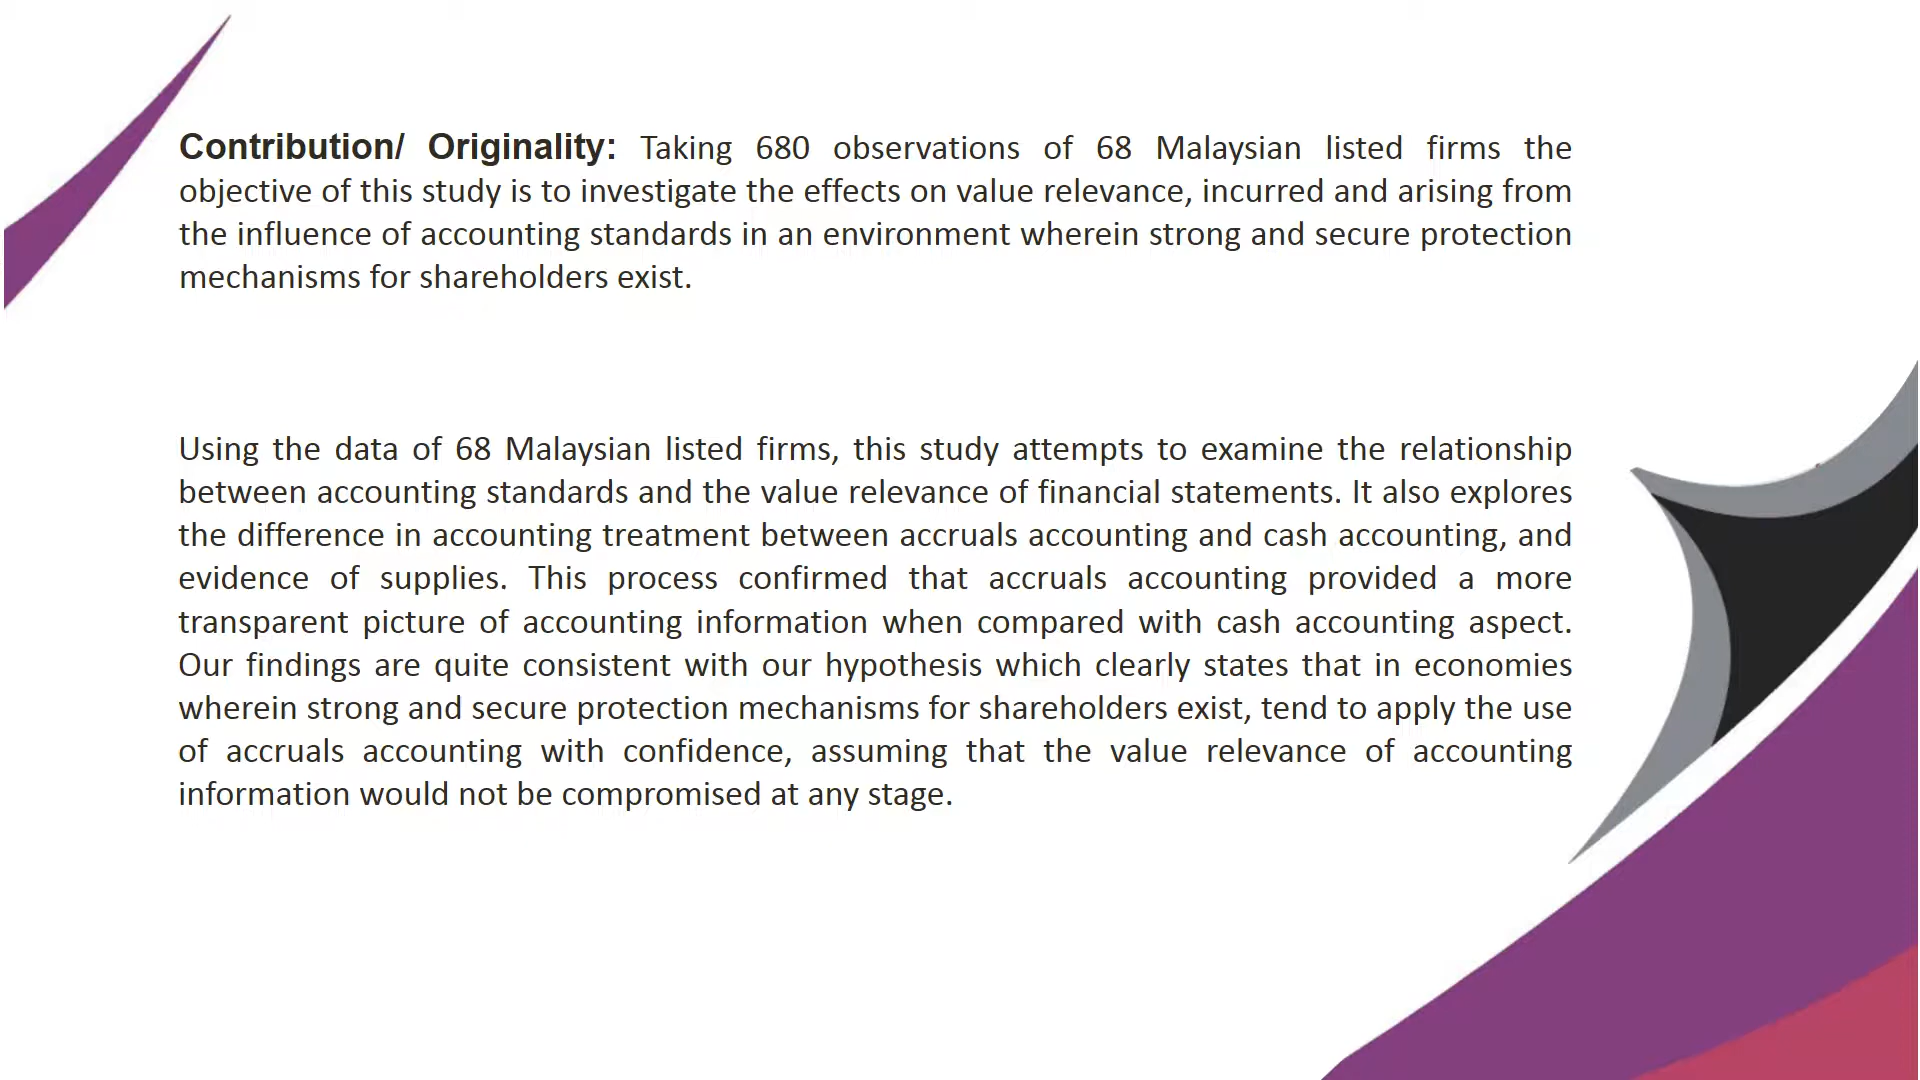 Contribution/ Originality: Taking 680 observations of 68 Malaysian listed firms the
objective of this study is to investigate the effects on value relevance, incurred and arising from
the influence of accounting standards in an environment wherein strong and secure protection
mechanisms for shareholders exist.
Using the data of 68 Malaysian listed firms, this study attempts to examine the relationship
between accounting standards and the value relevance of financial statements. It also explores
the difference in accounting treatment between accruals accounting and cash accounting, and
evidence of supplies. This process confirmed that accruals accounting provided a more
transparent picture of accounting information when compared with cash accounting aspect.
Our findings are quite consistent with our hypothesis which clearly states that in economies
wherein strong and secure protection mechanisms for shareholders exist, tend to apply the use
of accruals accounting with confidence, assuming that the value relevance of accounting
information would not be compromised at any stage.